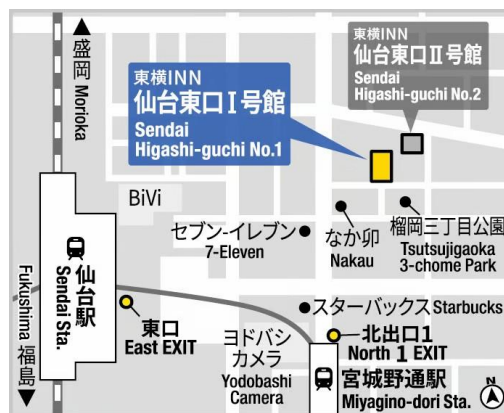 ▲盛岡 Morioka
東横INN
仙台東口Ⅰ号館
Sendai
Higashi-guchi No.1
東横INN
仙台東口Ⅱ号館
Sendai
Higashi-guchi No.2
BiVi
セブン-イレブン
7-Eleven
なか卯
Nakau
榴岡三丁目公園
Tsutsujigaoka
3-chome Park
仙台駅
Sendai Sta.
東口
East EXIT
スターバックス Starbucks
北出口1
North 1 EXIT
ヨドバシ
カメラ
Yodobashi
Camera
宮城野通駅
Miyagino-dori Sta.
Fukushima 福島▼
N